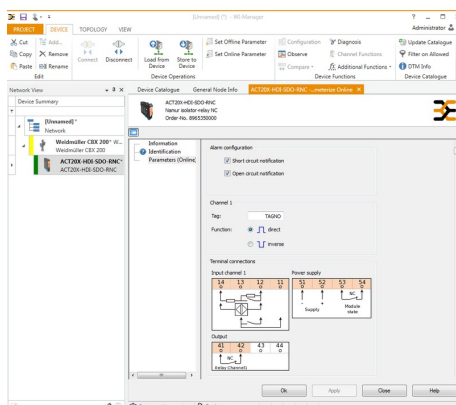 [Unnamed] (*) - WI-Manager
PROJECT DEVICE TOPOLOGY VIEW Administrator
Cut Add...
Copy Remove
Paste Rename
Edit
Connect Disconnect
Load from Device Store to Device
Set Offline Parameter
Set Online Parameter
Device Operations
Configuration Diagnosis
Observe Channel Functions
Compare Additional Functions
Device Functions
Update Catalogue
Filter on Allowed
DTM Info
Device Catalogue
Network View
Device Summary
[Unnamed] *
Network
Weidmüller CBX 200* W...
Weidmüller CBX 200
ACT20X-HDI-SDO-RNC*
ACT20X-HDI-SDO-RNC
Device Catalogue General Node Info ACT20X-HDI-SDO-RNC -...meterize Online
ACT20X-HDI-SDO-RNC
Namur isolator-relay NC
Order-No. 8965350000
Information
Identification
Parameters (Online)
Alarm configuration
Short circuit notification
Open circuit notification
Channel 1
Tag: TAGNO
Function: direct
inverse
Terminal connections
Input channel 1 Power supply
14 13 12 11 51 52 53 54
NC
- +
Supply Module state
Output
41 42 43 44
NC
Relay Channel1
Ok Apply Close Help